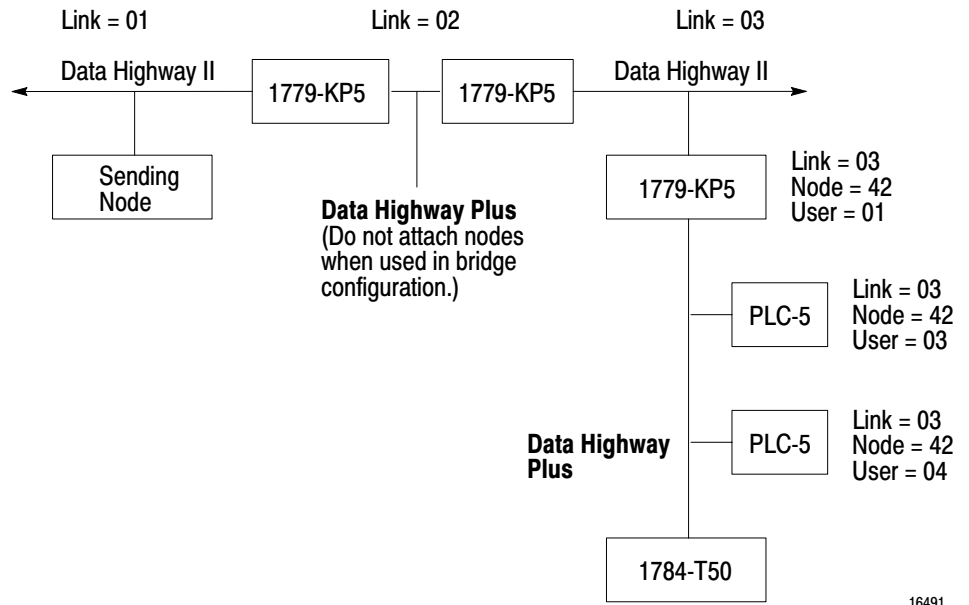 Link = 01
Link = 02
Link = 03
Data Highway II
1779-KP5
1779-KP5
Data Highway II
Sending
Node
Data Highway Plus
(Do not attach nodes
when used in bridge
configuration.)
1779-KP5
Link = 03
Node = 42
User = 01
PLC-5
Link = 03
Node = 42
User = 03
PLC-5
Link = 03
Node = 42
User = 04
Data Highway
Plus
1784-T50
16491